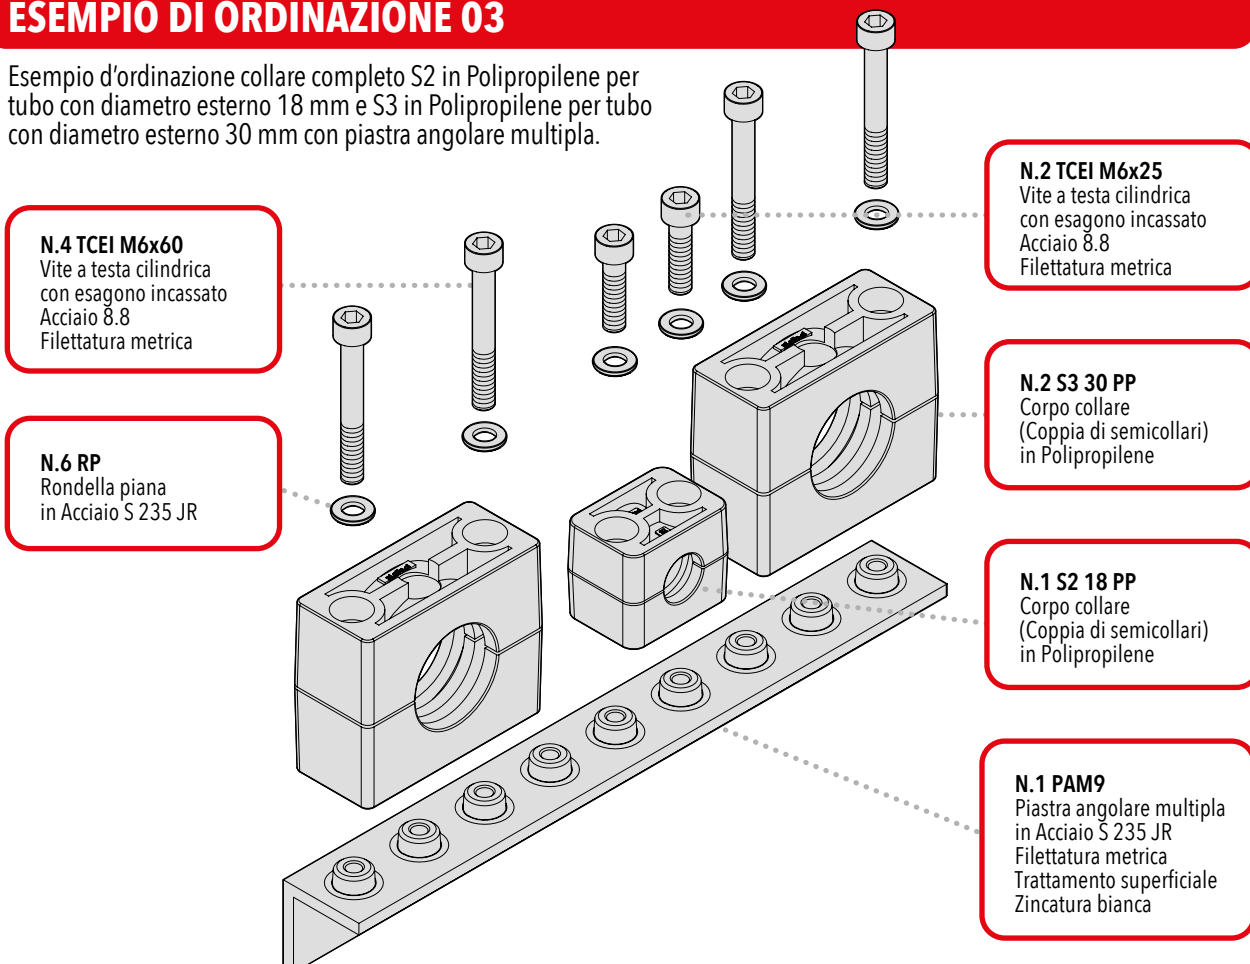 ESEMPIO DI ORDINAZIONE 03
Esempio d'ordinazione collare completo S2 in Polipropilene per
tubo con diametro esterno 18 mm e S3 in Polipropilene per tubo
con diametro esterno 30 mm con piastra angolare multipla.
N.4 TCEI M6x60
Vite a testa cilindrica
con esagono incassato
Acciaio 8.8
Filettatura metrica
N.6 RP
Rondella piana
in Acciaio S 235 JR
N.2 TCEI M6x25
Vite a testa cilindrica
con esagono incassato
Acciaio 8.8
Filettatura metrica
N.2 S3 30 PP
Corpo collare
(Coppia di semicollari)
in Polipropilene
N.1 S2 18 PP
Corpo collare
(Coppia di semicollari)
in Polipropilene
N.1 PAM9
Piastra angolare multipla
in Acciaio S 235 JR
Filettatura metrica
Trattamento superficiale
Zincatura bianca